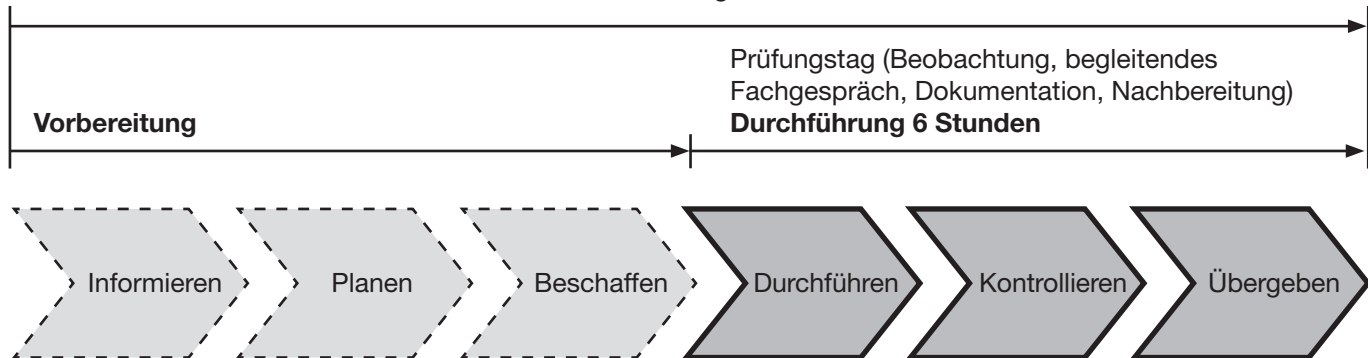 Prüfungstag (Beobachtung, begleitendes
Fachgespräch, Dokumentation, Nachbereitung)
Vorbereitung
Durchführung 6 Stunden
Informieren
Planen
Beschaffen
Durchführen
Kontrollieren
Übergeben